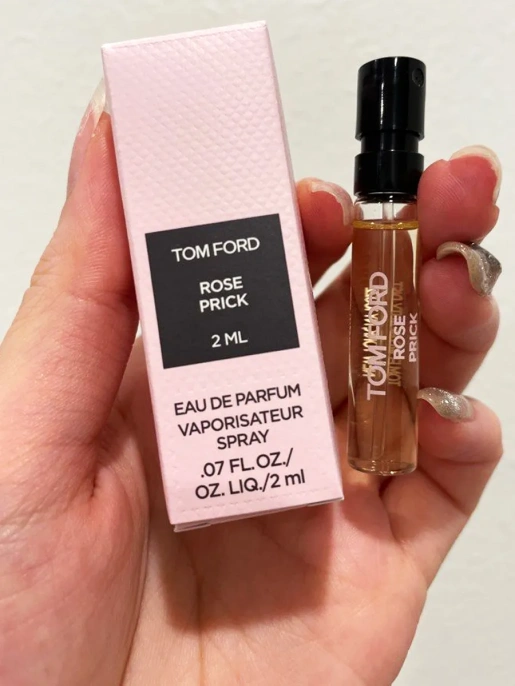 TOM FORD
ROSE
PRICK
2 ML
EAU DE PARFUM
VAPORISATEUR
SPRAY
.07 FL.OZ./
OZ. LIQ./2 ml
TOM FORD
ROSE
PRICK